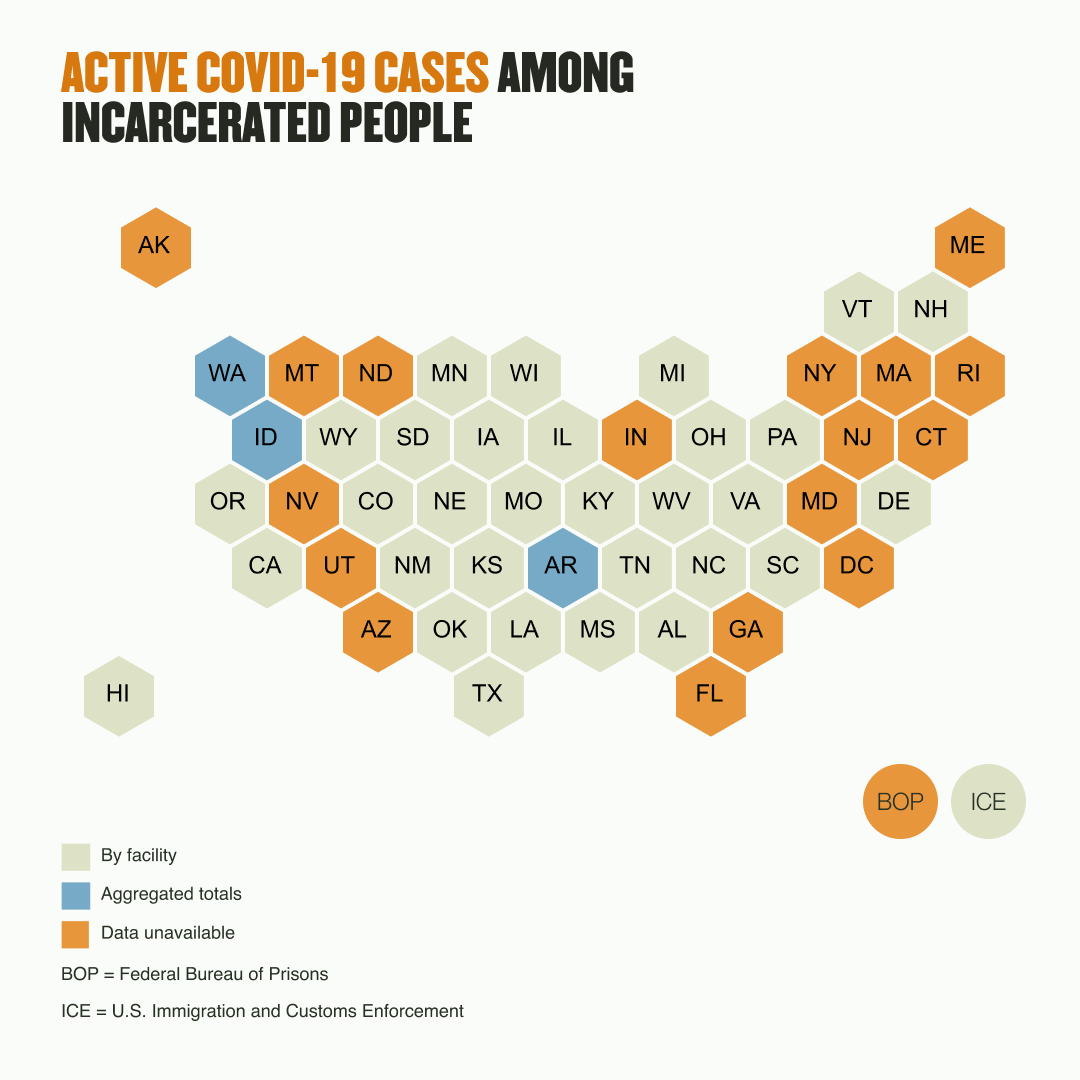 ACTIVE COVID-19 CASES AMONG
INCARCERATED PEOPLE
AK ME
VT NH
WA MT ND MN WI MI NY MA RI
ID WY SD IA IL IN OH PA NJ CT
OR NV CO NE MO KY WV VA MD DE
CA UT NM KS AR TN NC SC DC
AZ OK LA MS AL GA
HI TX FL
BOP ICE
By facility
Aggregated totals
Data unavailable
BOP = Federal Bureau of Prisons
ICE = U.S. Immigration and Customs Enforcement